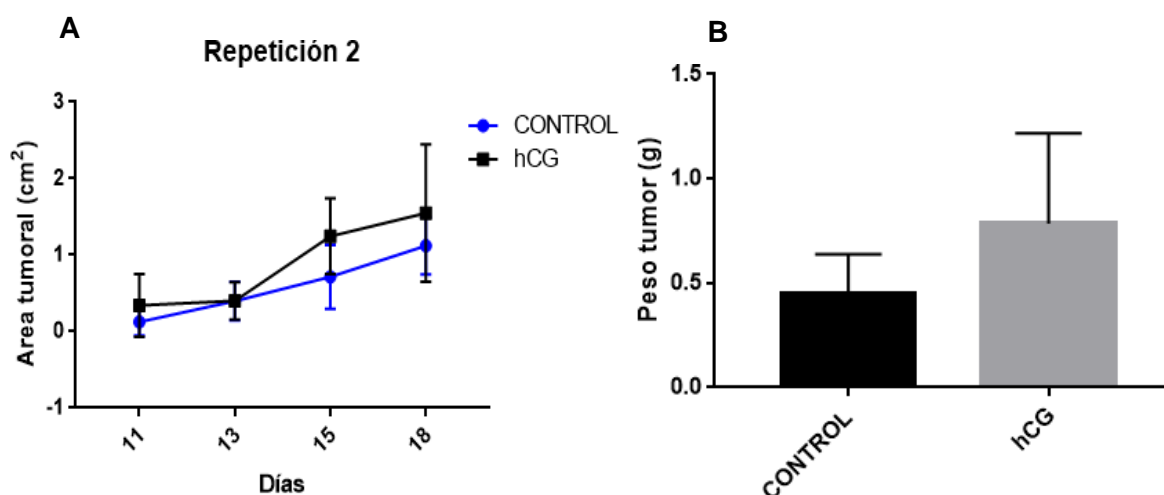 A
Repetición 2
3
2
1
0
-1
Area tumoral (cm²)
11
13
15
18
Días
CONTROL
hCG
B
1.5
1.0
0.5
0.0
Peso tumor (g)
CONTROL
hCG